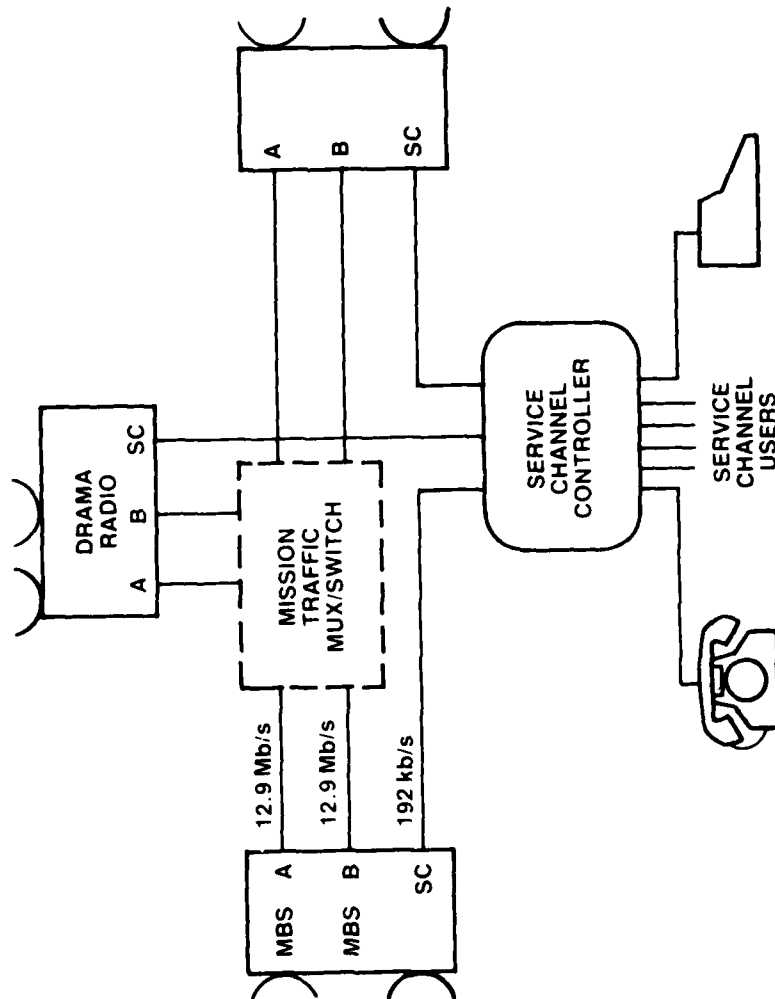 DRAMA
RADIO
A
B
SC
MBS A
MBS B
SC
12.9 Mb/s
12.9 Mb/s
192 kb/s
MISSION
TRAFFIC
MUX/SWITCH
A
B
SC
SERVICE
CHANNEL
CONTROLLER
SERVICE
CHANNEL
USERS